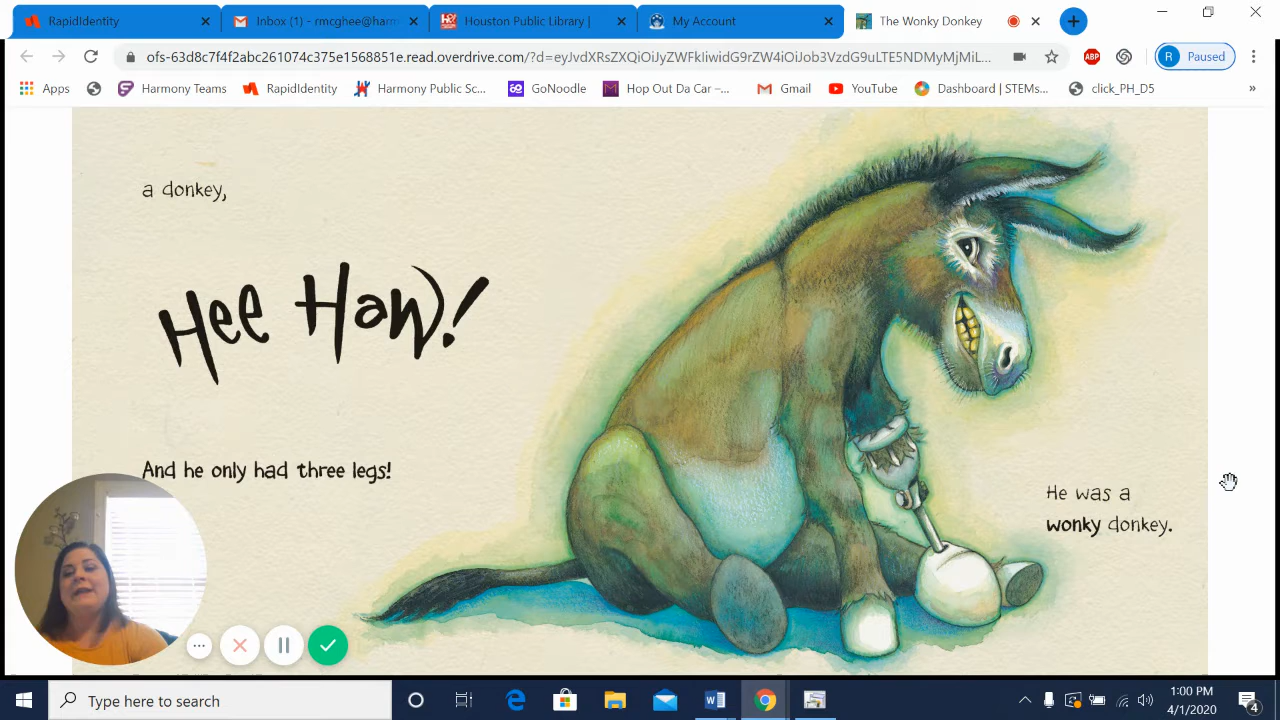 RapidIdentity
Inbox (1) - rmcghee@harm
Houston Public Library |
My Account
The Wonky Donkey
ofs-63d8c7f4f2abc261074c375e1568851e.read.overdrive.com/?d=eyJvdXRsZXQiOiJyZWFkIiwidG9rZW4iOiJob3VzdG9uLTE5NDMyMjMiL...
ABP
R Paused
Apps
Harmony Teams
RapidIdentity
Harmony Public Sc...
GoNoodle
Hop Out Da Car –...
Gmail
YouTube
Dashboard | STEMs...
click_PH_D5
»
a donkey,
Hee Haw!
And he only had three legs!
He was a
wonky donkey.
Type here to search
1:00 PM
4/1/2020
4